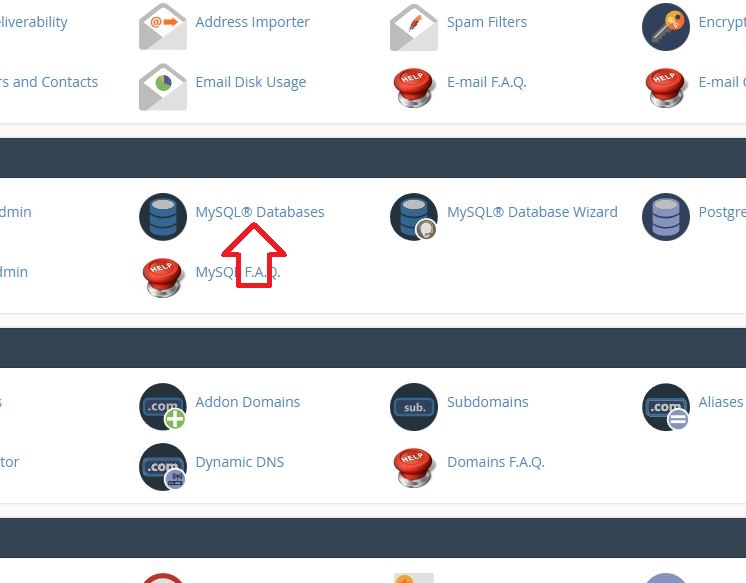 liverability
Address Importer
Spam Filters
Encrypt
rs and Contacts
Email Disk Usage
HELP
E-mail F.A.Q.
HELP
E-mail
dmin
MySQL® Databases
MySQL® Database Wizard
Postgre
dmin
HELP
MySQL F.A.Q.
s
.com
Addon Domains
sub.
Subdomains
.com
Aliases
tor
.com
Dynamic DNS
HELP
Domains F.A.Q.